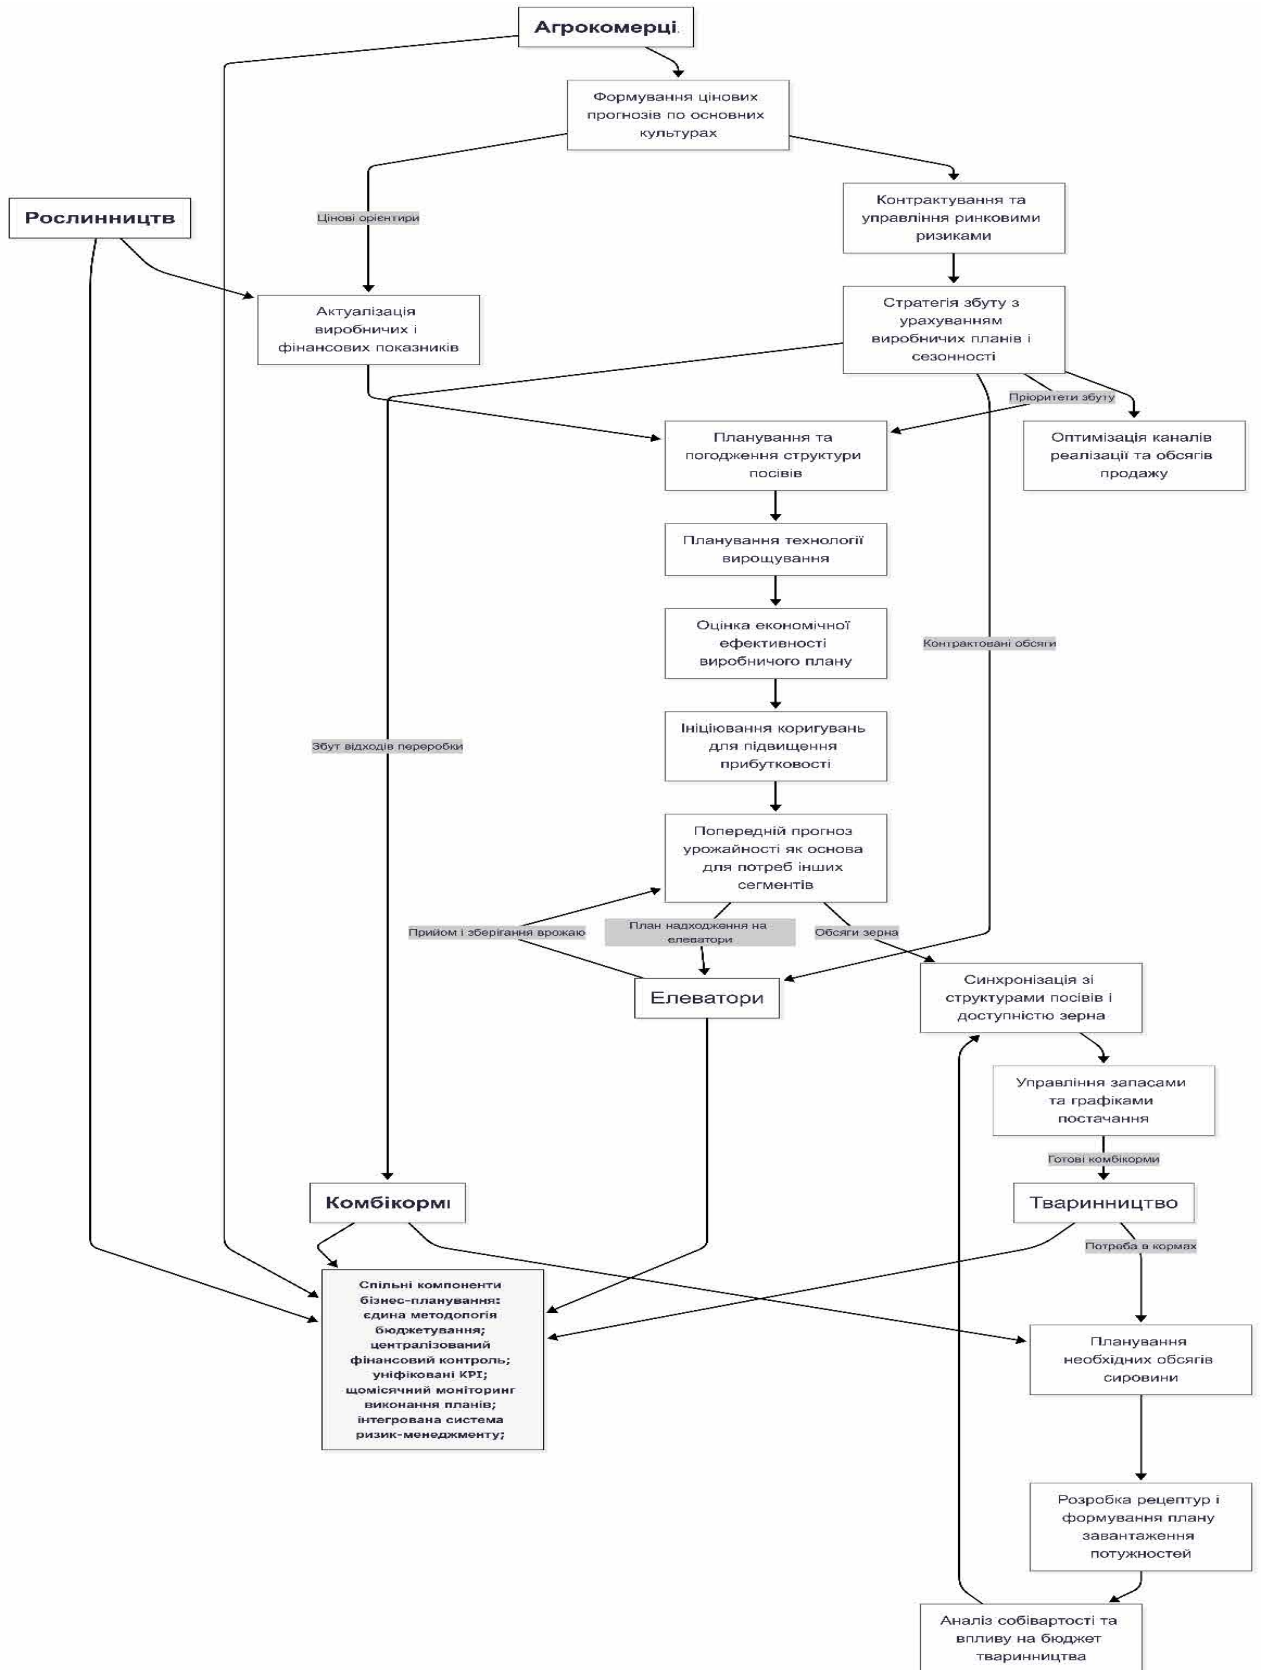 Агрокомерці
Формування цінових
прогнозів по основних
культурах
Контрактування та
управління ринковими
ризиками
Рослинництв
Цінові орієнтири
Актуалізація
виробничих і
фінансових показників
Стратегія збуту з
урахуванням
виробничих планів і
сезонності
Пріоритети збуту
Планування та
погодження структури
посівів
Оптимізація каналів
реалізації та обсягів
продажу
Планування технології
вирощування
Оцінка економічної
ефективності
виробничого плану
Контрактовані обсяги
Ініціювання коригувань
для підвищення
прибутковості
Збут відходів переробки
Попередній прогноз
урожайності як основа
для потреб інших
сегментів
Прийом і зберігання врожаю
План надходження на
елеватори
Обсяги зерна
Елеватори
Синхронізація зі
структурами посівів і
доступністю зерна
Управління запасами
та графіками
постачання
Готові комбікорми
Комбікормі
Тваринництво
Потреба в кормах
Спільні компоненти
бізнес-планування:
єдина методологія
бюджетування;
централізований
фінансовий контроль;
уніфіковані KPI;
щомісячний моніторинг
виконання планів;
інтегрована система
ризик-менеджменту;
Планування
необхідних обсягів
сировини
Розробка рецептур і
формування плану
завантаження
потужностей
Аналіз собівартості та
впливу на бюджет
тваринництва